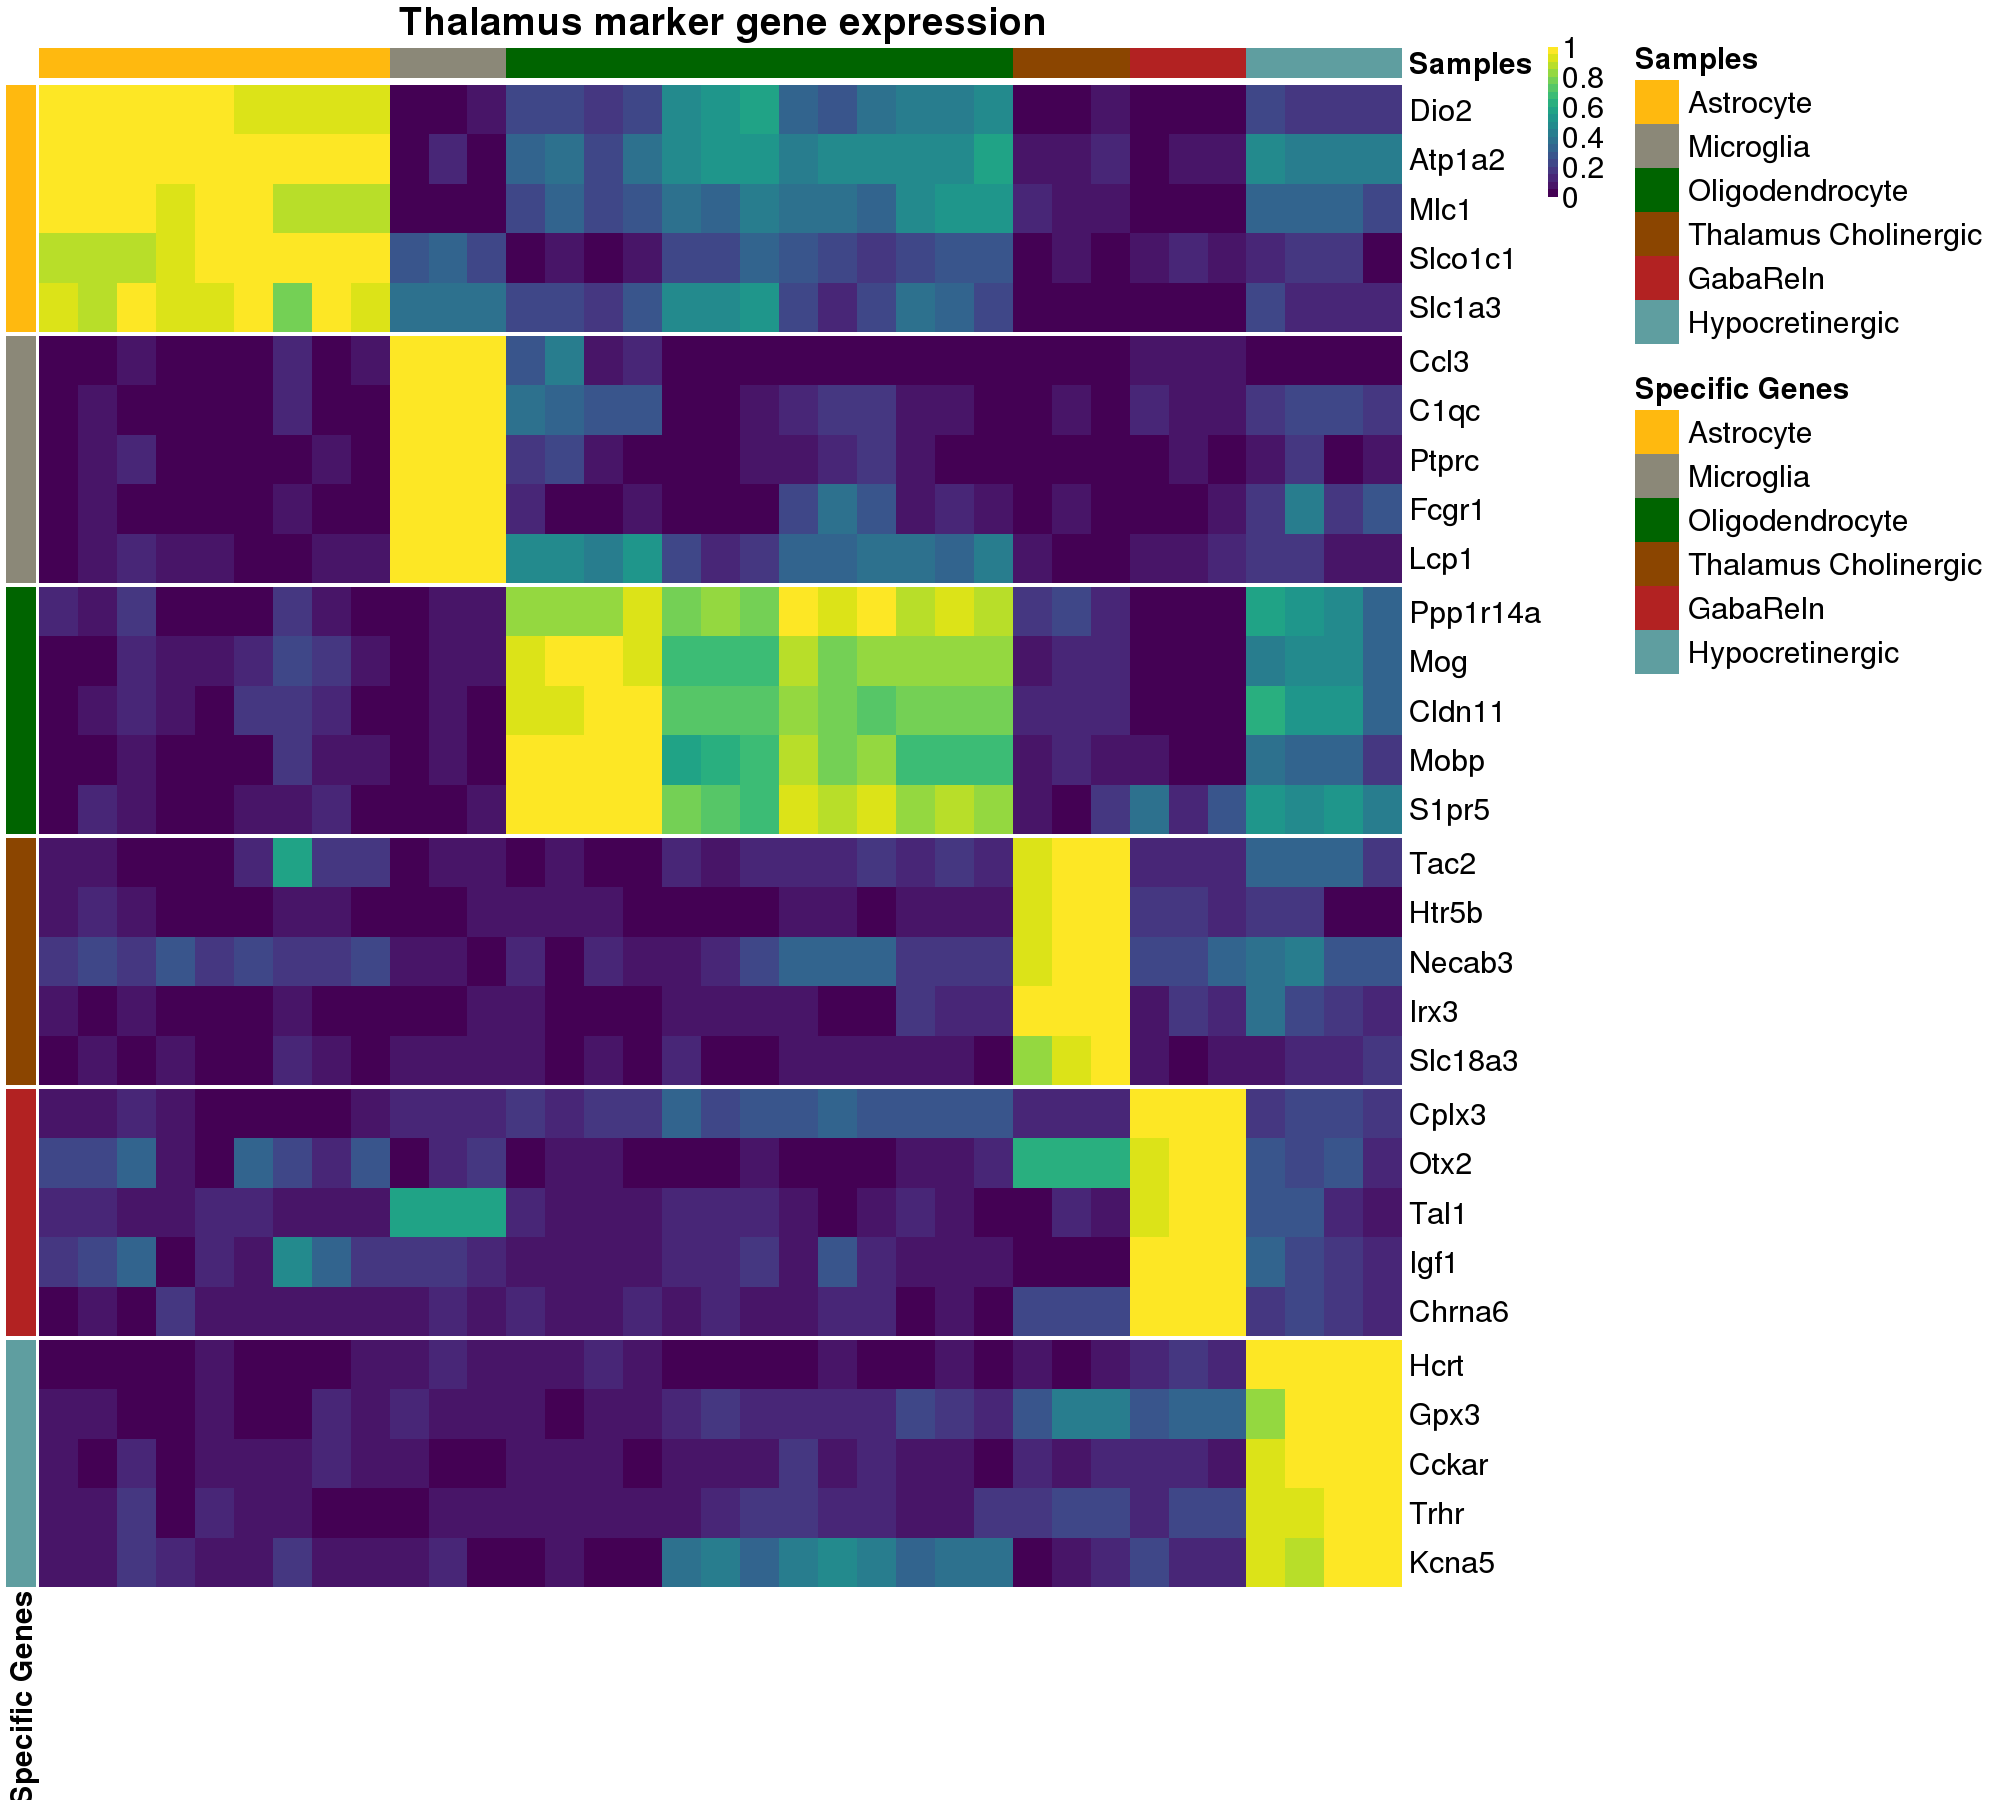 Thalamus marker gene expression
Samples
Dio2
Atp1a2
Mlc1
Slco1c1
Slc1a3
Ccl3
C1qc
Ptprc
Fcgr1
Lcp1
Ppp1r14a
Mog
Cldn11
Mobp
S1pr5
Tac2
Htr5b
Necab3
Irx3
Slc18a3
Cplx3
Otx2
Tal1
Igf1
Chrna6
Hcrt
Gpx3
Cckar
Trhr
Kcna5
Specific Genes
1
0.8
0.6
0.4
0.2
0
Samples
Astrocyte
Microglia
Oligodendrocyte
Thalamus Cholinergic
GabaReln
Hypocretinergic
Specific Genes
Astrocyte
Microglia
Oligodendrocyte
Thalamus Cholinergic
GabaReln
Hypocretinergic